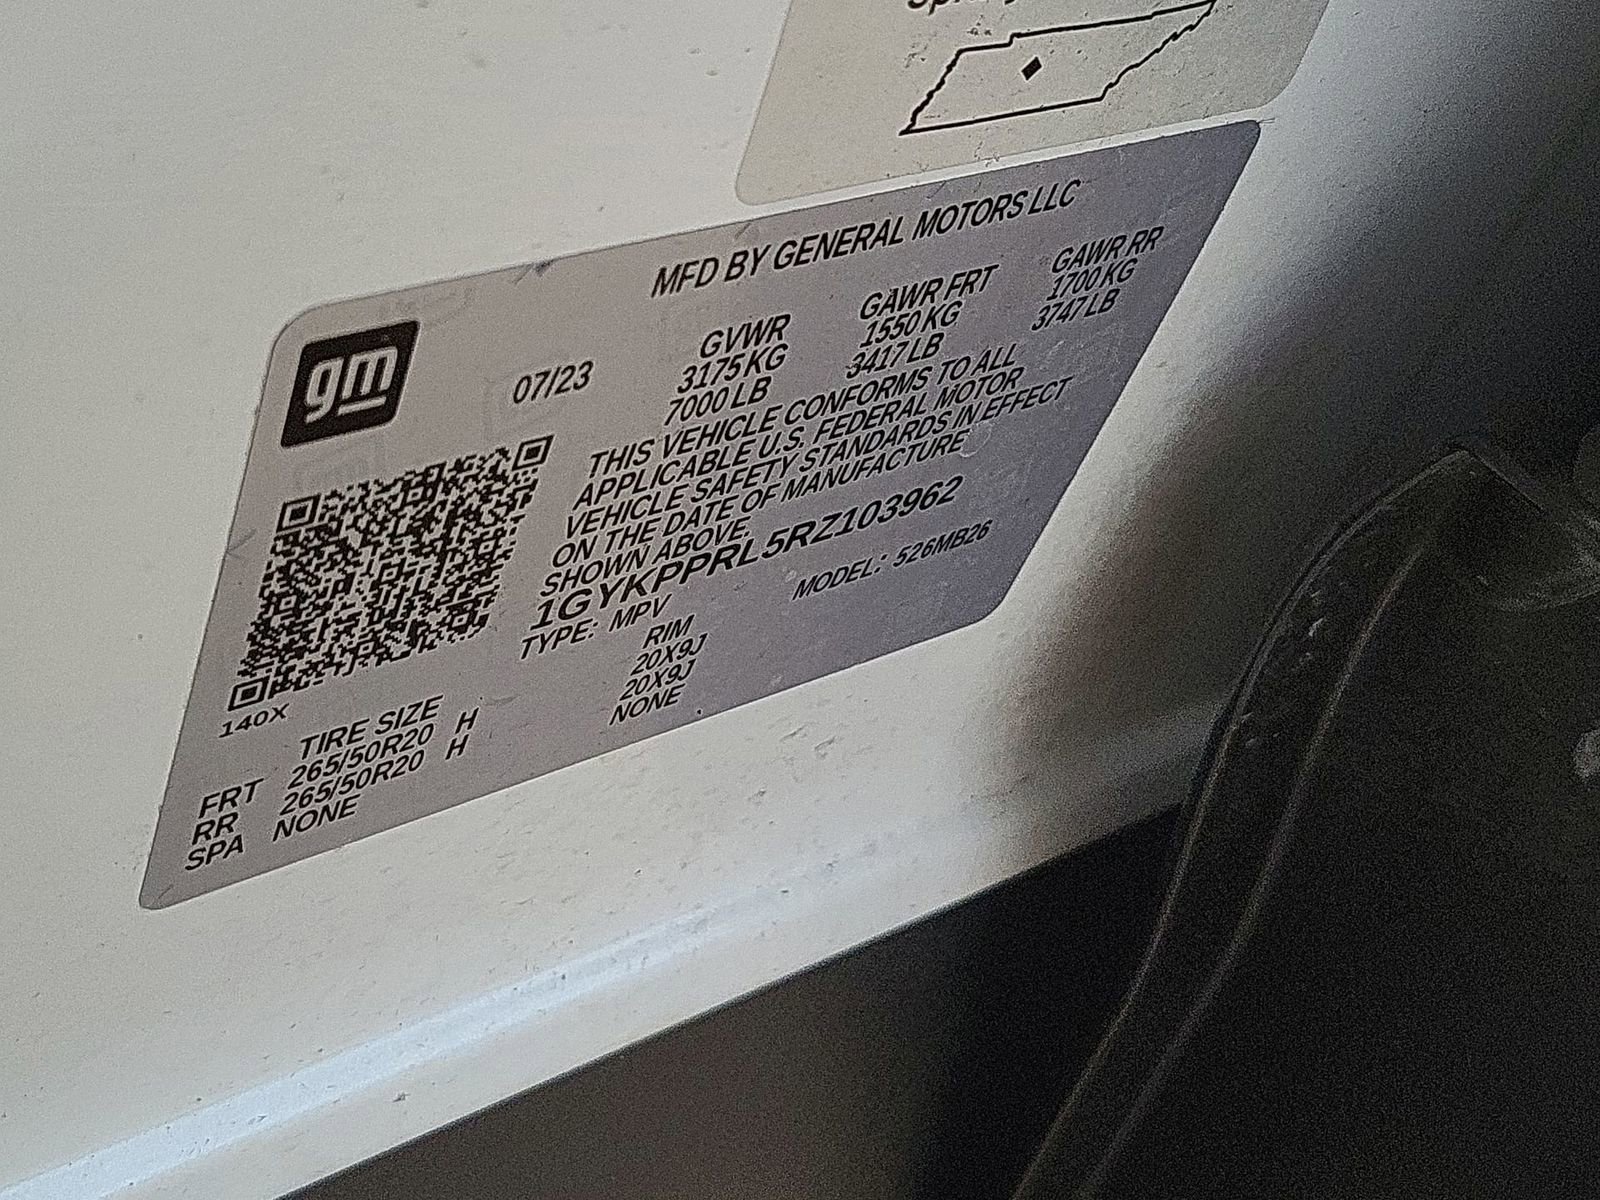 MFD BY GENERAL MOTORS LLC
gm
07/23
GVWR GAWR FRT GAWR RR
3175 KG 1550 KG 1700 KG
7000 LB 3417 LB 3747 LB
THIS VEHICLE CONFORMS TO ALL
APPLICABLE U.S. FEDERAL MOTOR
VEHICLE SAFETY STANDARDS IN EFFECT
ON THE DATE OF MANUFACTURE
SHOWN ABOVE.
1GYKPPRL5RZ103962
TYPE: MPV MODEL: 526MB26
140X
TIRE SIZE RIM
FRT 265/50R20 H 20X9J
RR 265/50R20 H 20X9J
SPA NONE NONE